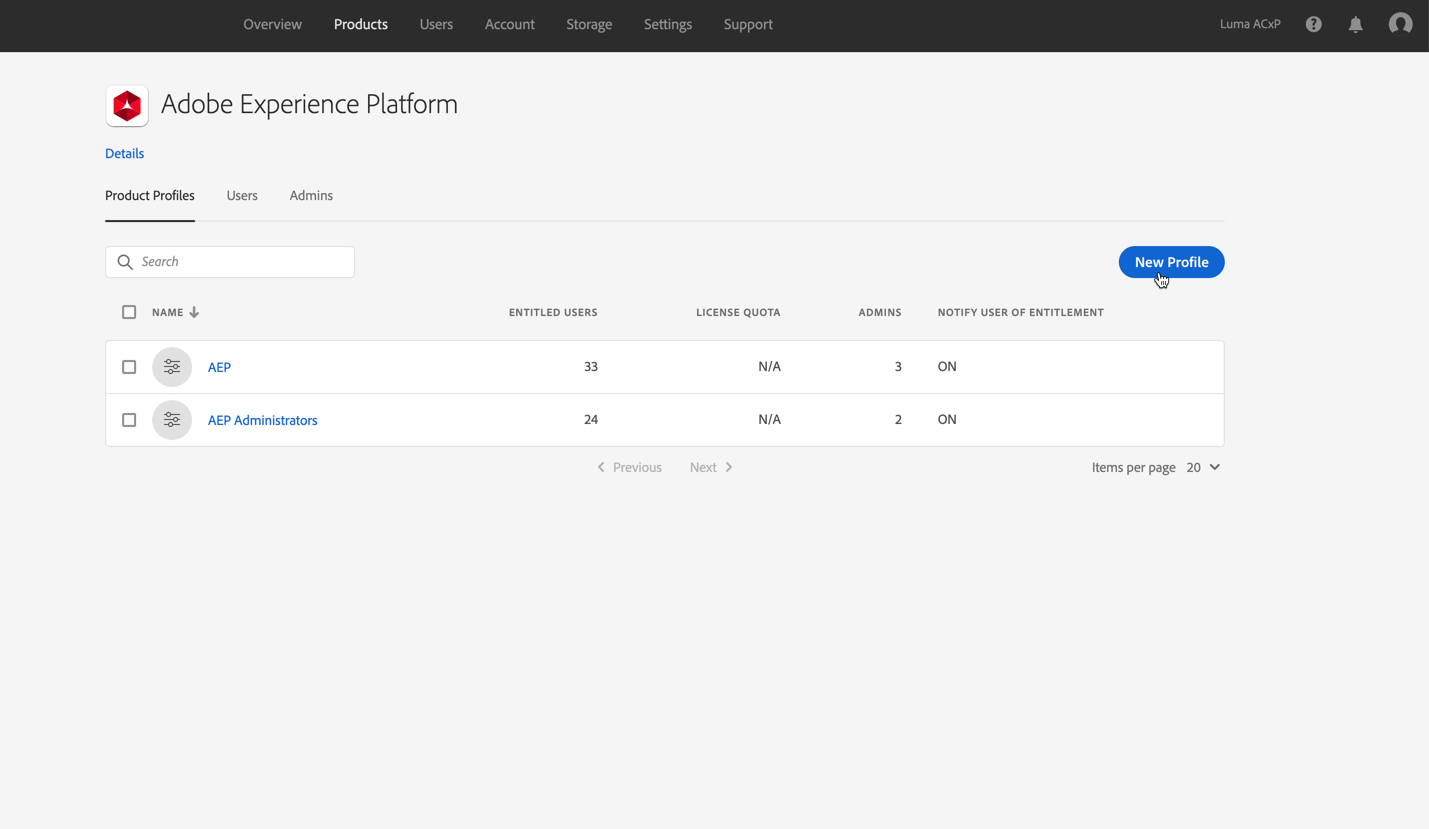 Overview Products Users Account Storage Settings Support Luma ACxP
Adobe Experience Platform
Details
Product Profiles Users Admins
Search New Profile
NAME ENTITLED USERS LICENSE QUOTA ADMINS NOTIFY USER OF ENTITLEMENT
AEP 33 N/A 3 ON
AEP Administrators 24 N/A 2 ON
Previous Next Items per page 20